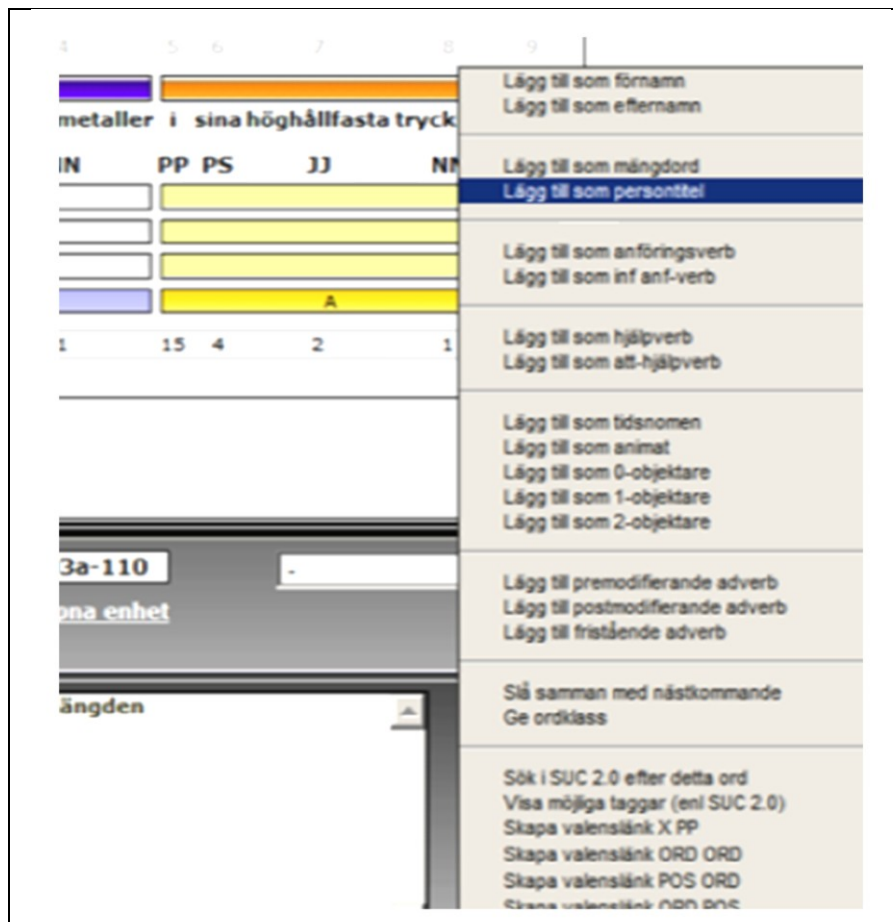 4 5 6 7 8 9
metaller i sina höghållfasta tryck
NN PP PS JJ NN
A
1 15 4 2 1
3a-110
-
pna enhet
ängden
Lägg till som förnamn
Lägg till som efternamn
Lägg till som mängdord
Lägg till som persontitel
Lägg till som anföringsverb
Lägg till som inf anf-verb
Lägg till som hjälpverb
Lägg till som att-hjälpverb
Lägg till som tidsnomen
Lägg till som animat
Lägg till som 0-objektare
Lägg till som 1-objektare
Lägg till som 2-objektare
Lägg till premodifierande adverb
Lägg till postmodifierande adverb
Lägg till fristående adverb
Slå samman med nästkommande
Ge ordklass
Sök i SUC 2.0 efter detta ord
Visa möjliga taggar (enl SUC 2.0)
Skapa valenslänk X PP
Skapa valenslänk ORD ORD
Skapa valenslänk POS ORD
Skapa valenslänk ORD POS